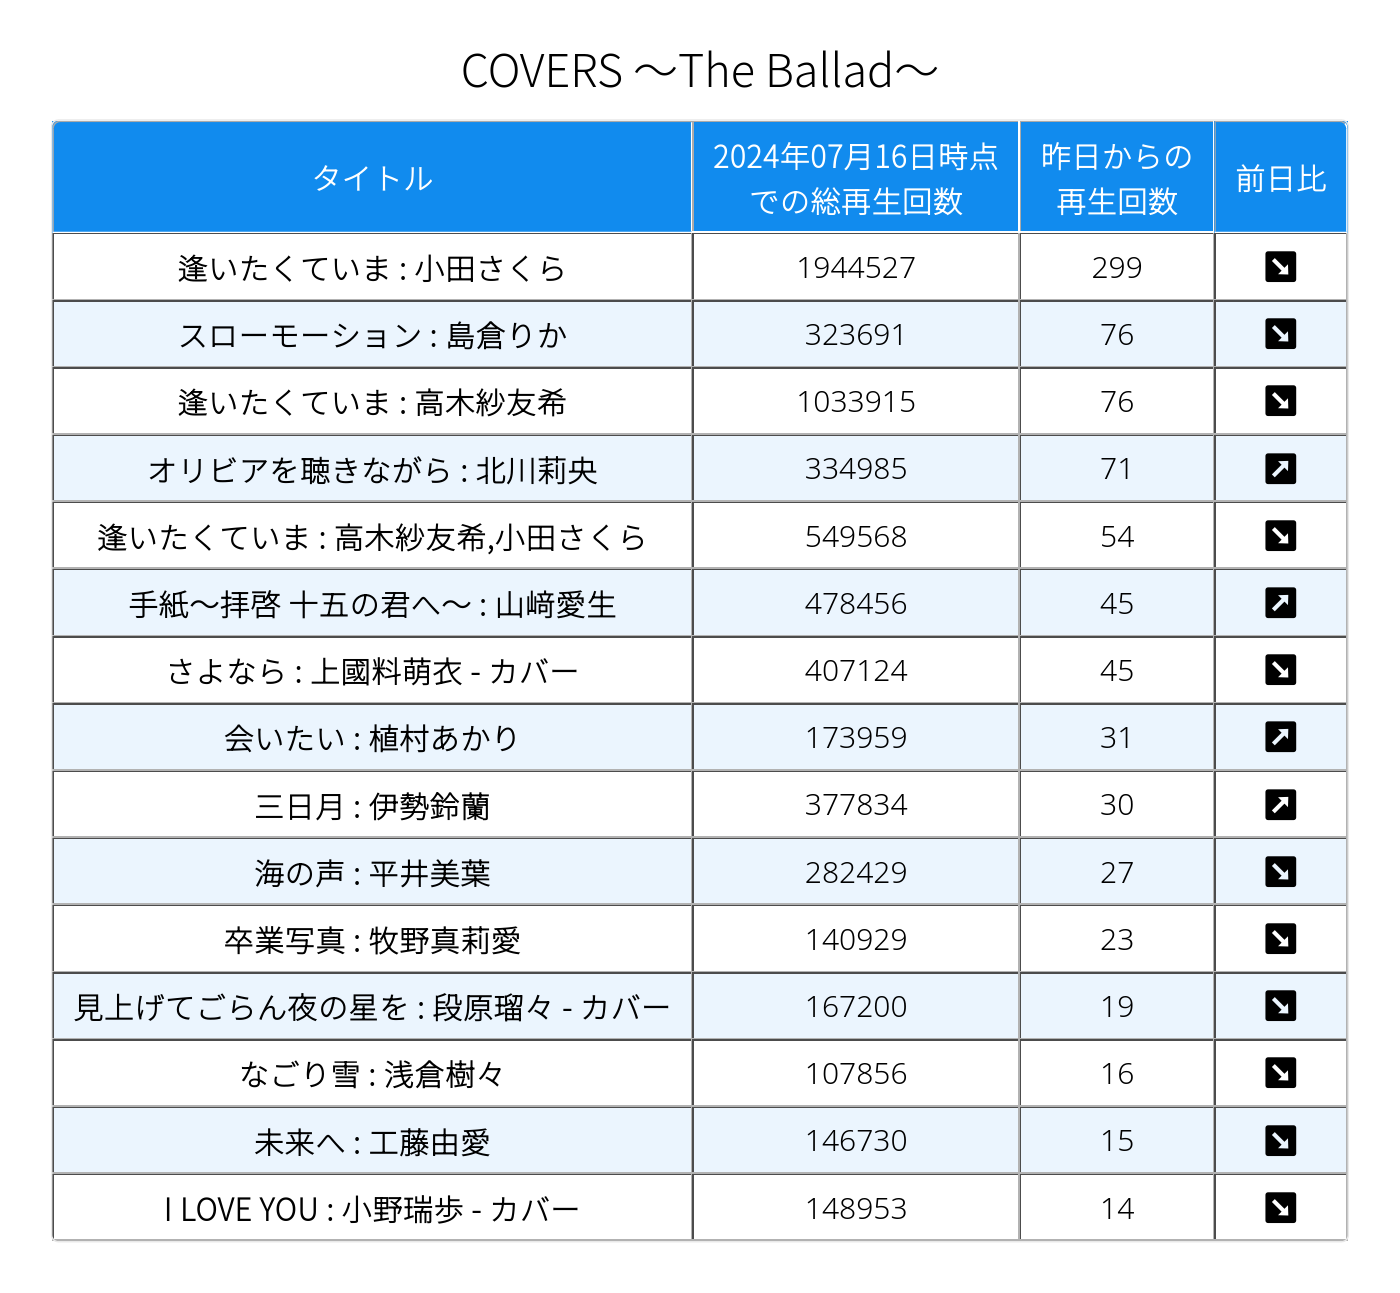 COVERS ～The Ballad～
タイトル 2024年07月16日時点での総再生回数 昨日からの再生回数 前日比
逢いたくていま : 小田さくら 1944527 299 ↘
スローモーション : 島倉りか 323691 76 ↘
逢いたくていま : 高木紗友希 1033915 76 ↘
オリビアを聴きながら : 北川莉央 334985 71 ↗
逢いたくていま : 高木紗友希,小田さくら 549568 54 ↘
手紙～拝啓 十五の君へ～ : 山﨑愛生 478456 45 ↗
さよなら : 上國料萌衣 - カバー 407124 45 ↘
会いたい : 植村あかり 173959 31 ↗
三日月 : 伊勢鈴蘭 377834 30 ↗
海の声 : 平井美葉 282429 27 ↘
卒業写真 : 牧野真莉愛 140929 23 ↘
見上げてごらん夜の星を : 段原瑠々 - カバー 167200 19 ↘
なごり雪 : 浅倉樹々 107856 16 ↘
未来へ : 工藤由愛 146730 15 ↘
I LOVE YOU : 小野瑞歩 - カバー 148953 14 ↘